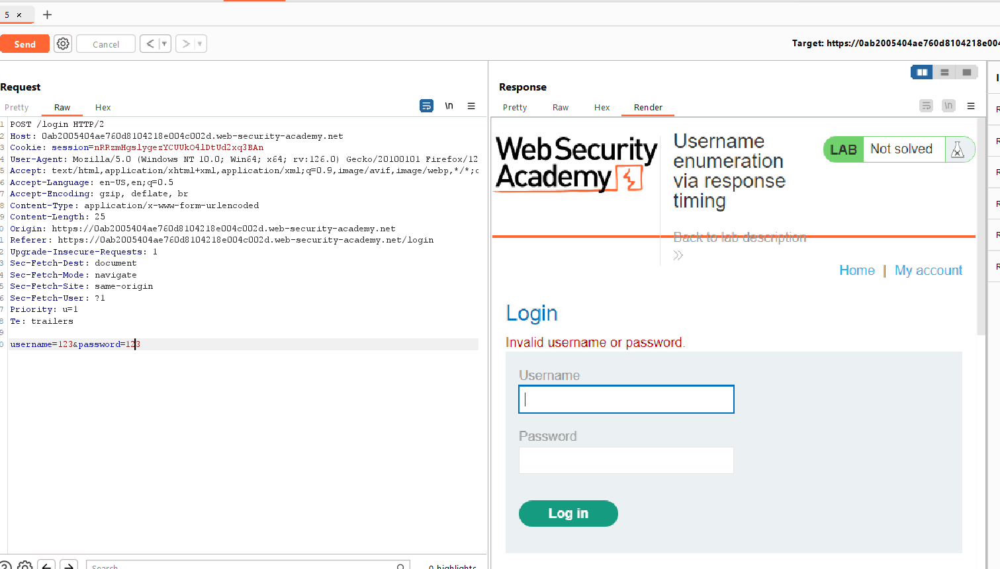 5 ×
+
Send
Cancel
<
>
Target: https://0ab2005404ae760d8104218e004
Request
Pretty
Raw
Hex
\n
1 POST /login HTTP/2
2 Host: 0ab2005404ae760d8104218e004c002d.web-security-academy.net
3 Cookie: session=nRRzmHgslygezYCUUkO4lDtUd2xq3BAn
4 User-Agent: Mozilla/5.0 (Windows NT 10.0; Win64; x64; rv:126.0) Gecko/20100101 Firefox/12
5 Accept: text/html,application/xhtml+xml,application/xml;q=0.9,image/avif,image/webp,*/*;q
6 Accept-Language: en-US,en;q=0.5
7 Accept-Encoding: gzip, deflate, br
8 Content-Type: application/x-www-form-urlencoded
9 Content-Length: 25
0 Origin: https://0ab2005404ae760d8104218e004c002d.web-security-academy.net
1 Referer: https://0ab2005404ae760d8104218e004c002d.web-security-academy.net/login
2 Upgrade-Insecure-Requests: 1
3 Sec-Fetch-Dest: document
4 Sec-Fetch-Mode: navigate
5 Sec-Fetch-Site: same-origin
6 Sec-Fetch-User: ?1
7 Priority: u=1
8 Te: trailers
9
0 username=123&password=123
Search
0 highlights
Response
Pretty
Raw
Hex
Render
\n
Web Security
Academy
Username
enumeration
via response
timing
LAB Not solved
Back to lab description
»
Home | My account
Login
Invalid username or password.
Username
Password
Log in